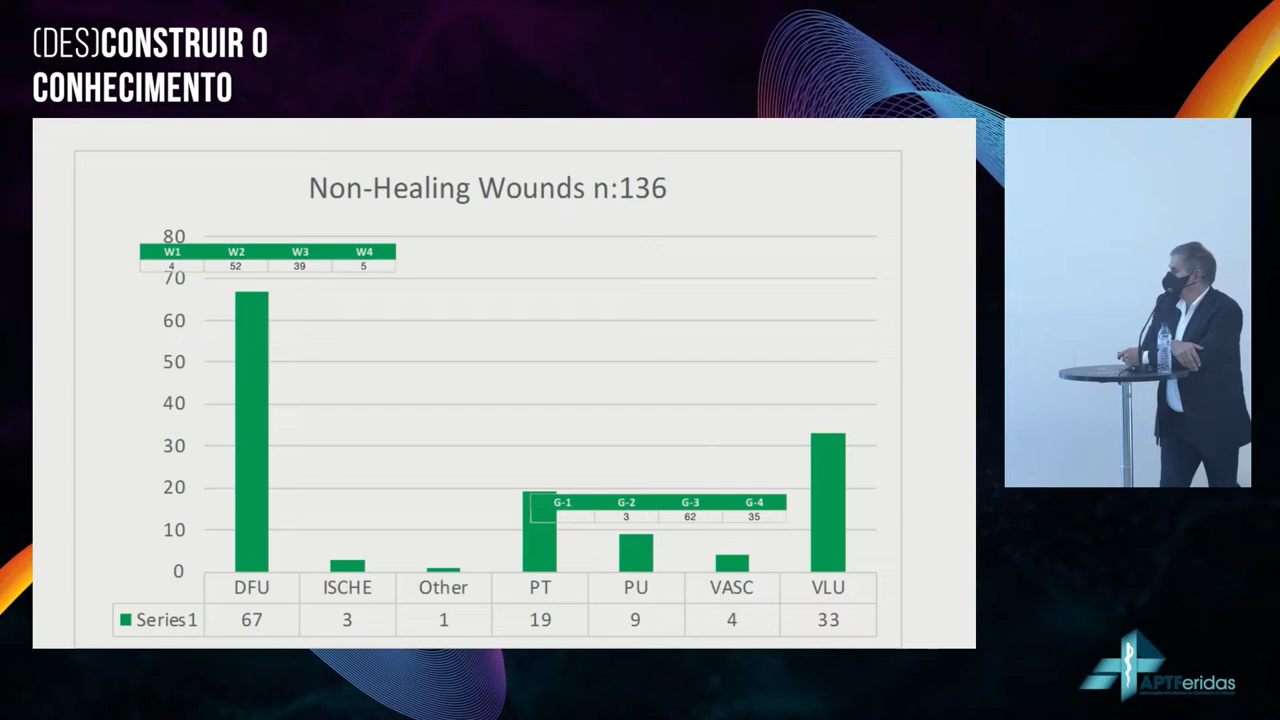 (DES)CONSTRUIR O
CONHECIMENTO
Non-Healing Wounds n:136
80
W1 W2 W3 W4
4 52 39 5
70
60
50
40
30
20
G-1 G-2 G-3 G-4
3 62 35
10
0
DFU ISCHE Other PT PU VASC VLU
Series1 67 3 1 19 9 4 33
APTFeridas